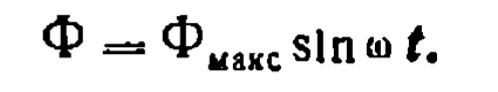 Φ = Φмакс sin ω t.